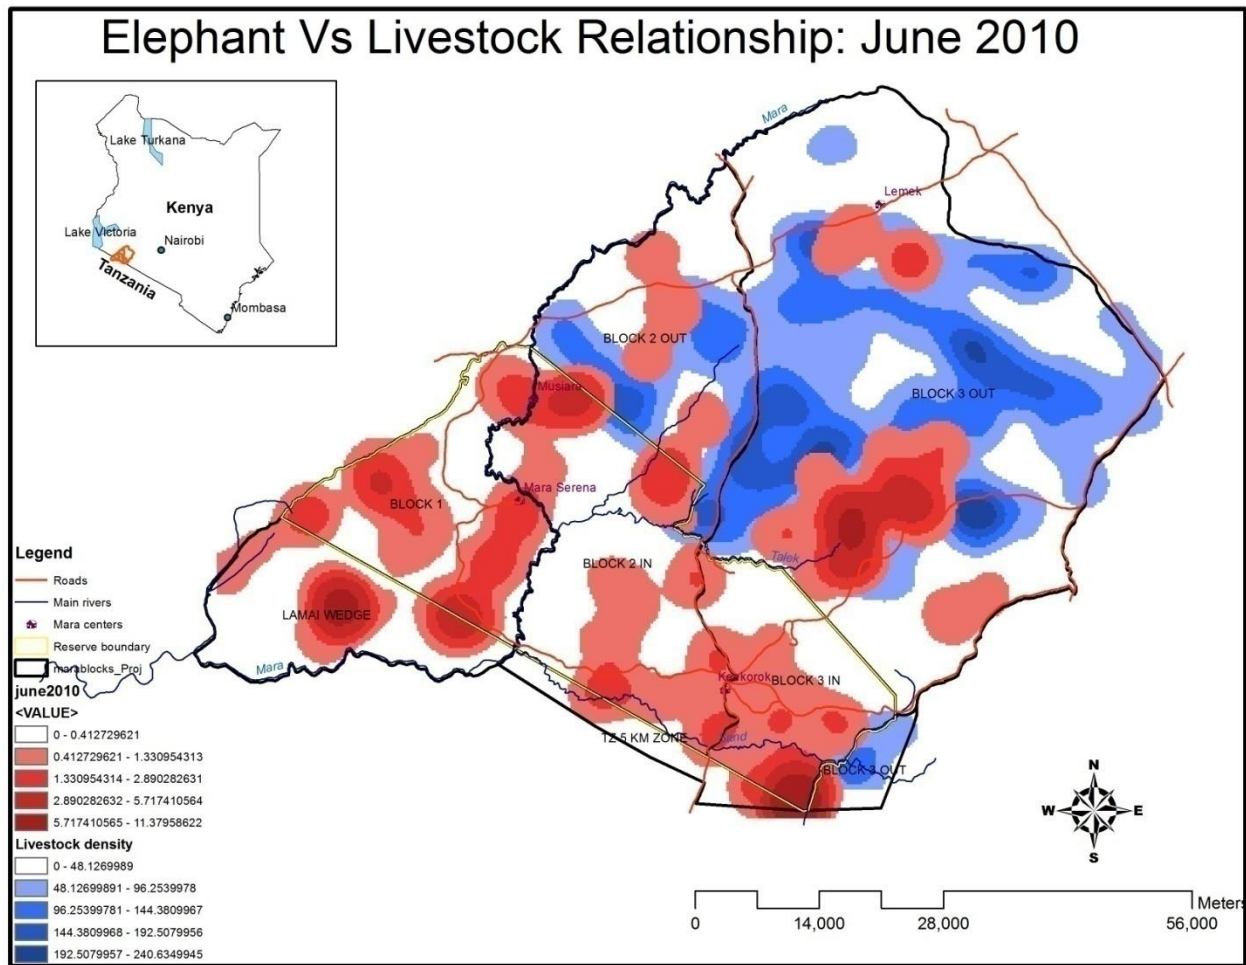 Elephant Vs Livestock Relationship: June 2010
Lake Turkana
Kenya
Lake Victoria
Nairobi
Tanzania
Mombasa
Mara
Lemek
BLOCK 2 OUT
BLOCK 3 OUT
Musiara
Mara Serena
BLOCK 1
Talek
BLOCK 2 IN
LAMAI WEDGE
Mara
Keekorok
BLOCK 3 IN
TZ 5 KM ZONE
Sand
BLOCK 3 OUT
Legend
Roads
Main rivers
Mara centers
Reserve boundary
marablocks_Proj
june2010
<VALUE>
0 - 0.412729621
0.412729621 - 1.330954313
1.330954314 - 2.890282631
2.890282632 - 5.717410564
5.717410565 - 11.37958622
Livestock density
0 - 48.1269989
48.12699891 - 96.2539978
96.25399781 - 144.3809967
144.3809968 - 192.5079956
192.5079957 - 240.6349945
N
W E
S
Meters
0 14,000 28,000 56,000